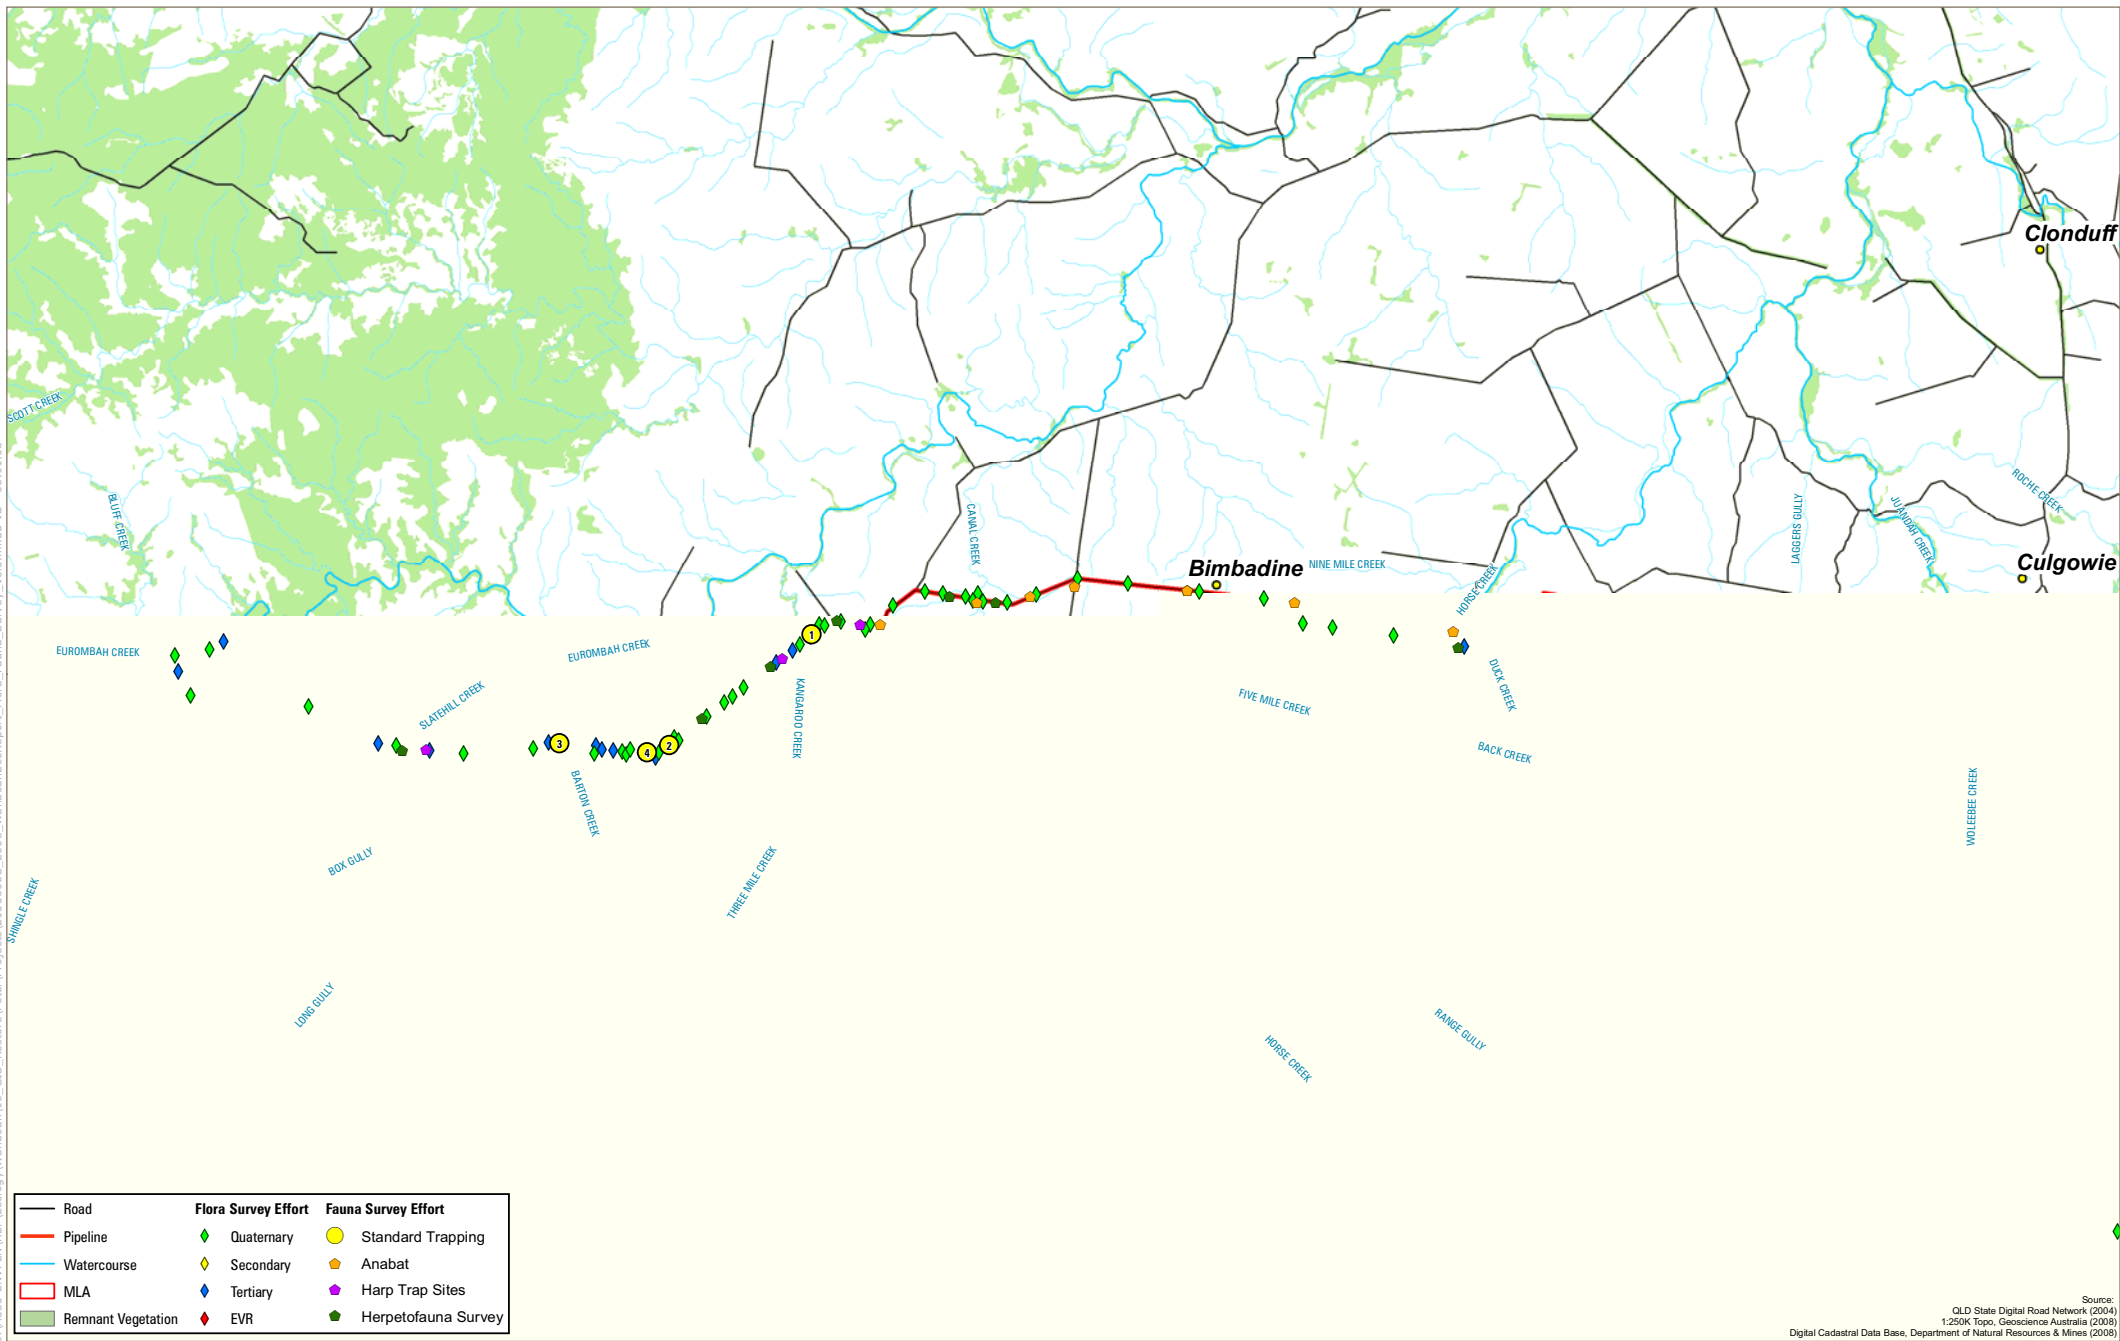 Clonduff
SCOTT CREEK
BLUFF CREEK
CANAL CREEK
ROCHE CREEK
LAGGERS GULLY
JUANDAH CREEK
Bimbadine
NINE MILE CREEK
HORSE CREEK
Culgowie
EUROMBAH CREEK
EUROMBAH CREEK
1
SLATEHILL CREEK
KANGAROO CREEK
FIVE MILE CREEK
DUCK CREEK
3
4
2
BACK CREEK
BARTON CREEK
WOLEEBEE CREEK
BOX GULLY
THREE MILE CREEK
SHINGLE CREEK
LONG GULLY
HORSE CREEK
RANGE GULLY
Road
Pipeline
Watercourse
MLA
Remnant Vegetation
Flora Survey Effort
Quaternary
Secondary
Tertiary
EVR
Fauna Survey Effort
Standard Trapping
Anabat
Harp Trap Sites
Herpetofauna Survey
Source:
QLD State Digital Road Network (2004)
1:250K Topo, Geoscience Australia (2008)
Digital Cadastral Data Base, Department of Natural Resources & Mines (2008)